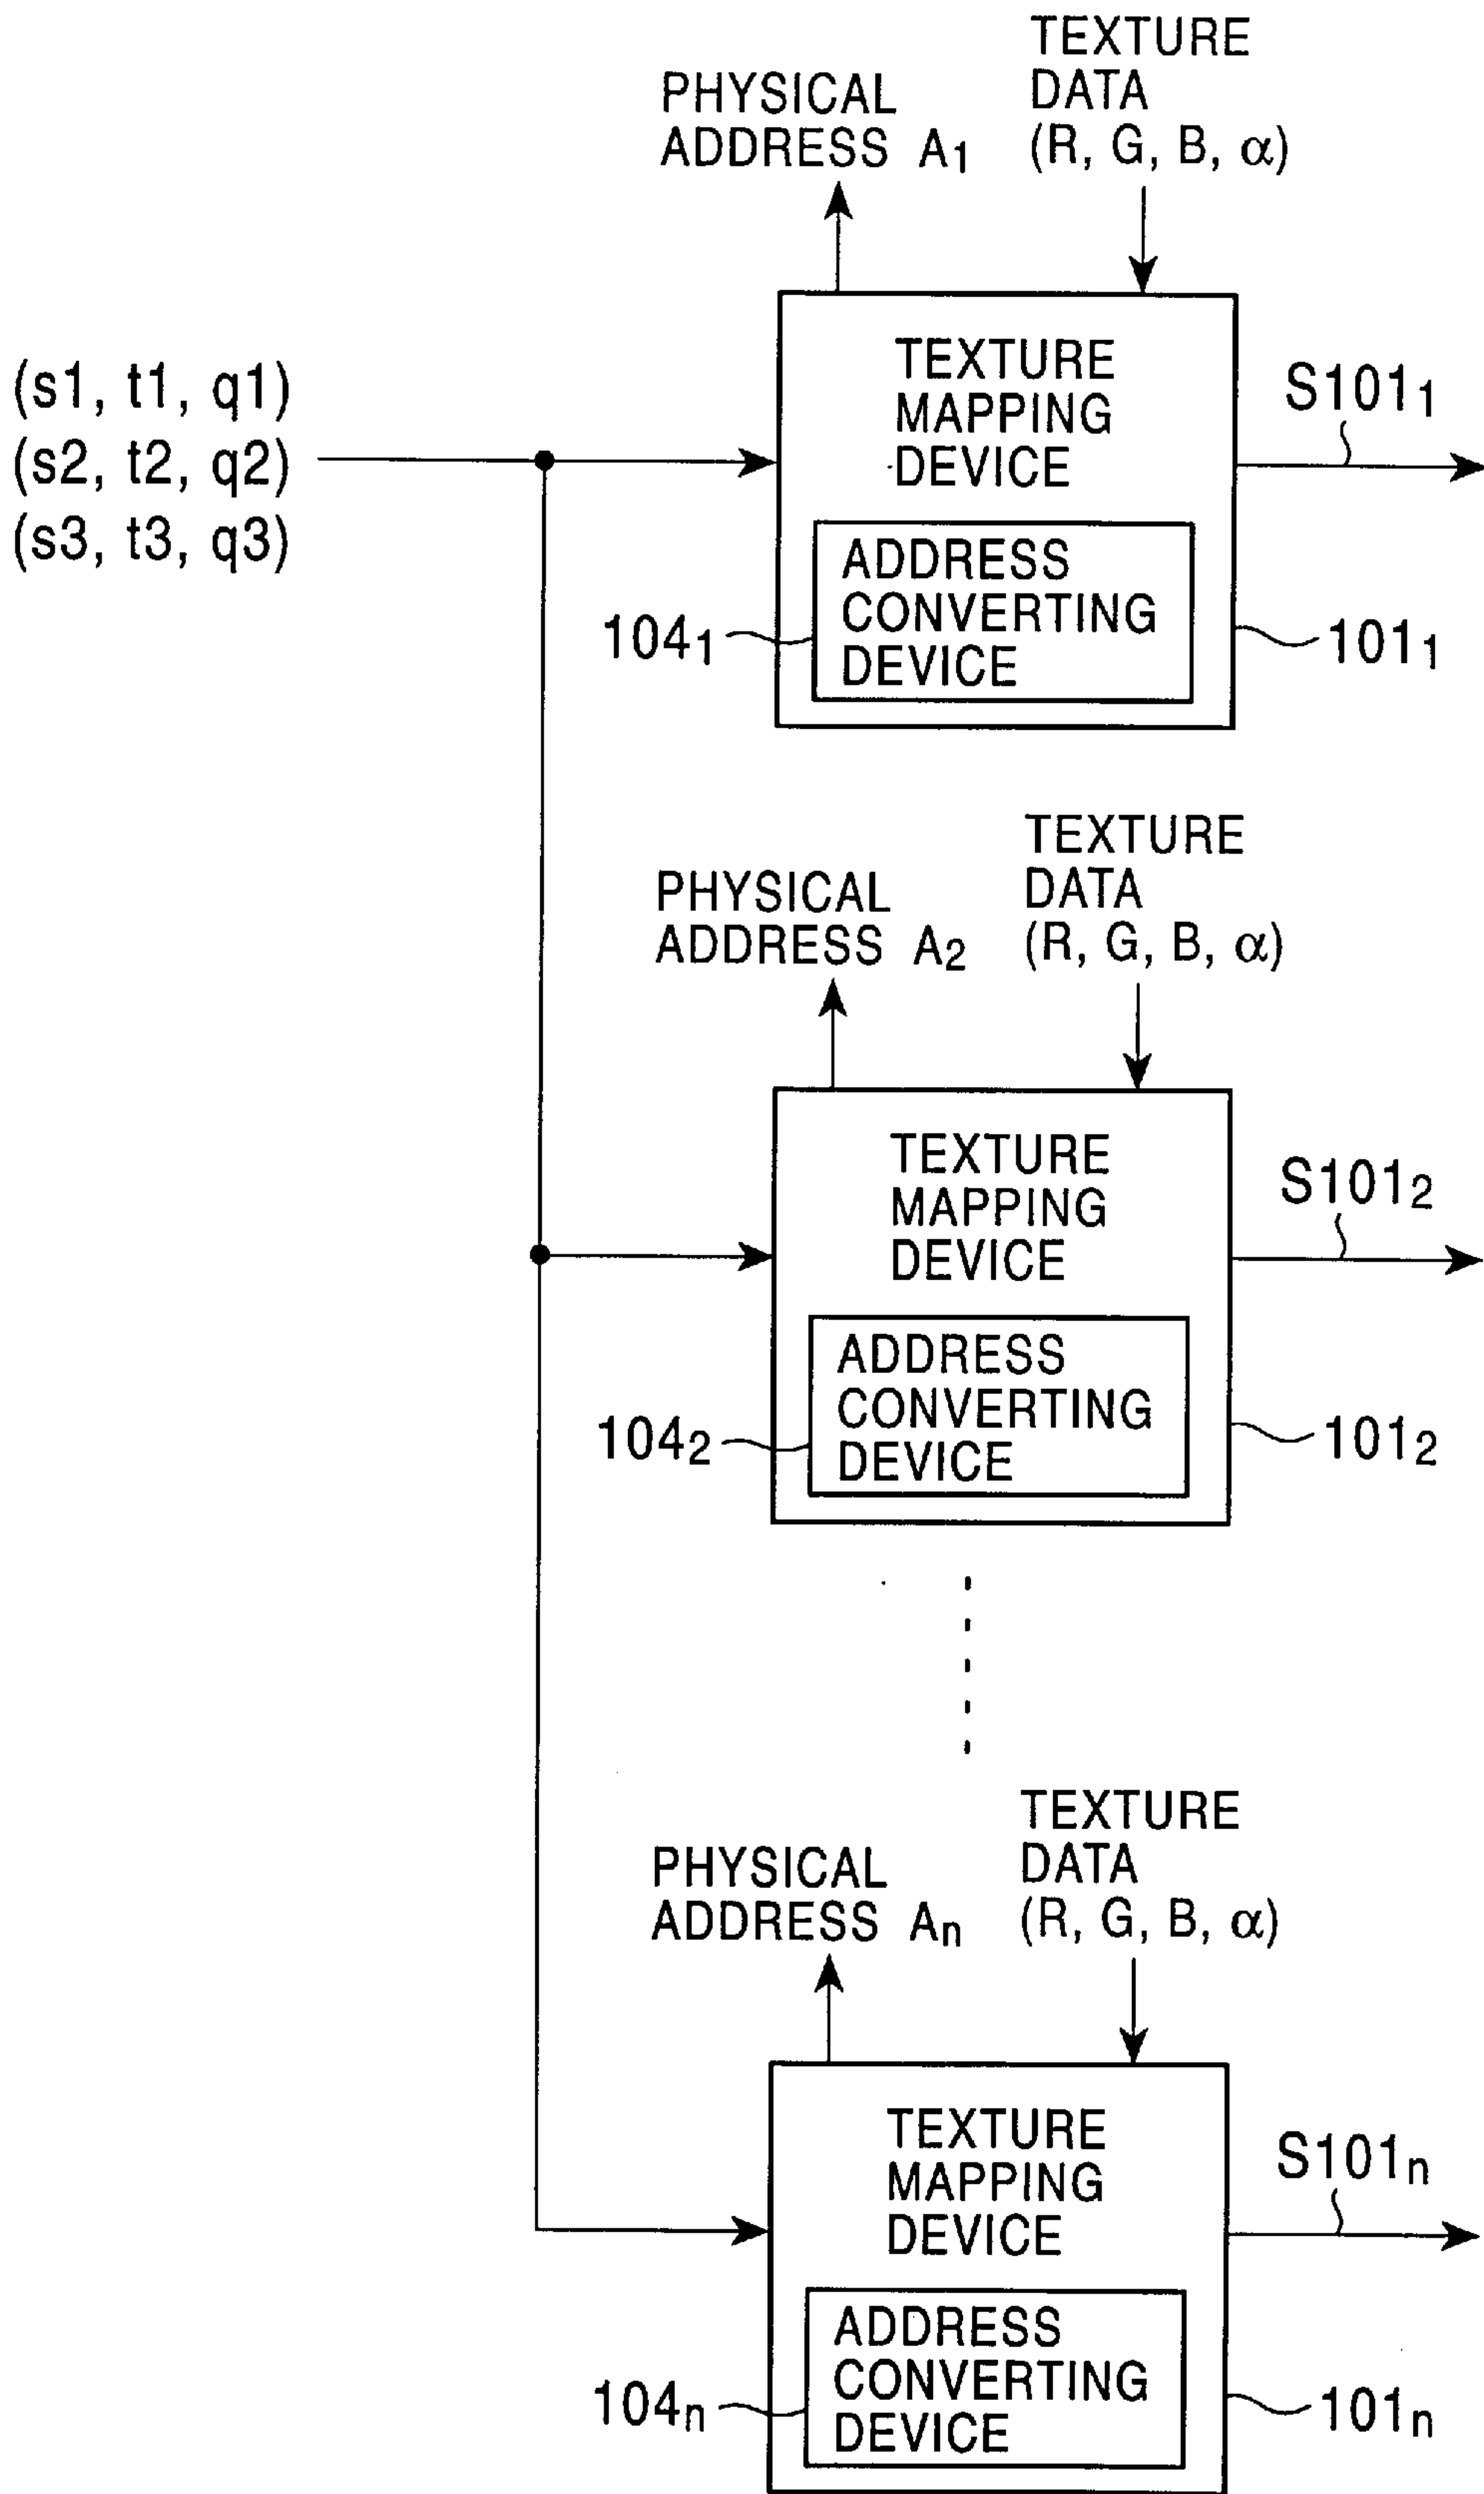 TEXTURE
DATA
(R, G, B, α)
PHYSICAL
ADDRESS A1
(s1, t1, q1)
(s2, t2, q2)
(s3, t3, q3)
TEXTURE
MAPPING
DEVICE
S1011
ADDRESS
CONVERTING
DEVICE
1041
1011
TEXTURE
DATA
(R, G, B, α)
PHYSICAL
ADDRESS A2
TEXTURE
MAPPING
DEVICE
S1012
ADDRESS
CONVERTING
DEVICE
1042
1012
TEXTURE
DATA
(R, G, B, α)
PHYSICAL
ADDRESS An
TEXTURE
MAPPING
DEVICE
S101n
ADDRESS
CONVERTING
DEVICE
104n
101n